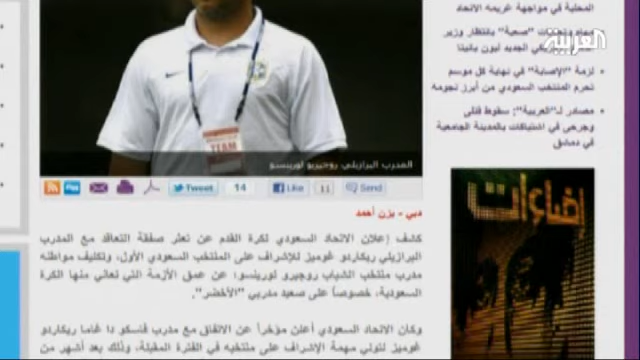 العربية
المحلية في مواجهة غريمه الاتحاد
بانتظار وزير
لزمة "الإصابة" في نهاية كل موسم
تحرم المنتخب السعودي من أبرز نجومه
مصادر لـ"العربية": سقوط قتلى
وجرحى في اشتباكات بالمدينة الجامعية
في دمشق
إضاءات
TEAM
المدرب البرازيلي روجيرو لورينسو
Tweet 14 Like 11 Send
دبي - يزن أحمد
كشف إعلان الاتحاد السعودي لكرة القدم عن تعثر صفقة التعاقد مع المدرب
البرازيلي ريكاردو غوميز للإشراف على المنتخب السعودي الأول، وتكليف مواطنه
مدرب منتخب الشباب روجيرو لورينسو؛ عن عمق الأزمة التي تعاني منها الكرة
السعودية، خصوصاً على صعيد مدربي "الأخضر".
وكان الاتحاد السعودي أعلن مؤخراً عن الاتفاق مع مدرب فاسكو دا غاما ريكاردو
غوميز لتولي مهمة الإشراف على منتخبه في الفترة المقبلة، وذلك بعد أشهر من